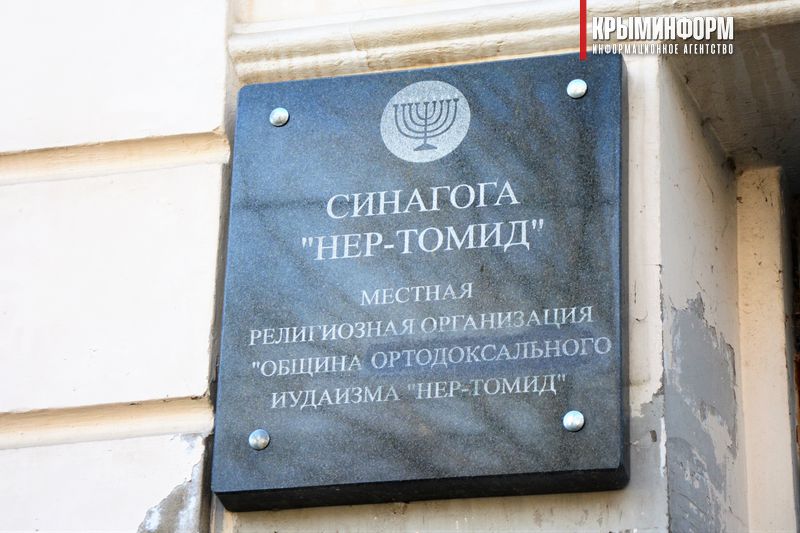 КРЫМИНФОРМ
ИНФОРМАЦИОННОЕ АГЕНТСТВО
СИНАГОГА
"НЕР-ТОМИД"
МЕСТНАЯ
РЕЛИГИОЗНАЯ ОРГАНИЗАЦИЯ
"ОБЩИНА ОРТОДОКСАЛЬНОГО
ИУДАИЗМА "НЕР-ТОМИД"